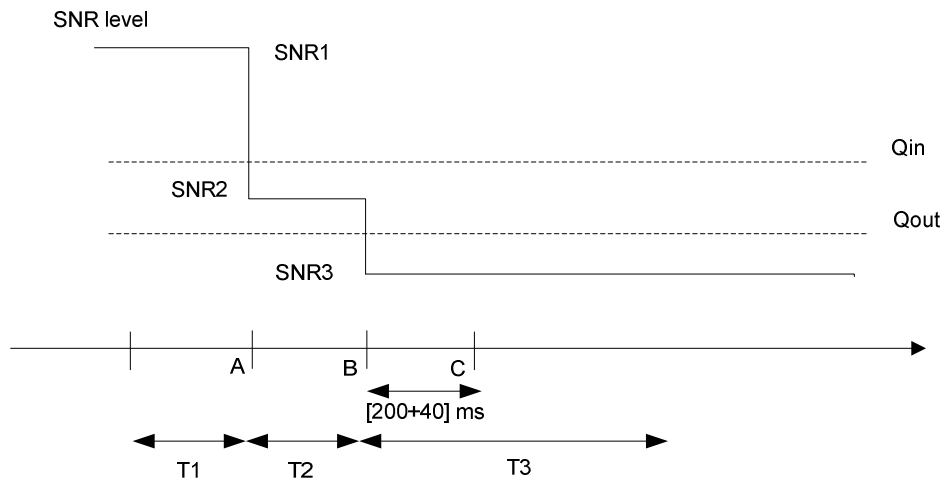 SNR level
SNR1
Qin
SNR2
Qout
SNR3
A B C
[200+40] ms
T1 T2 T3